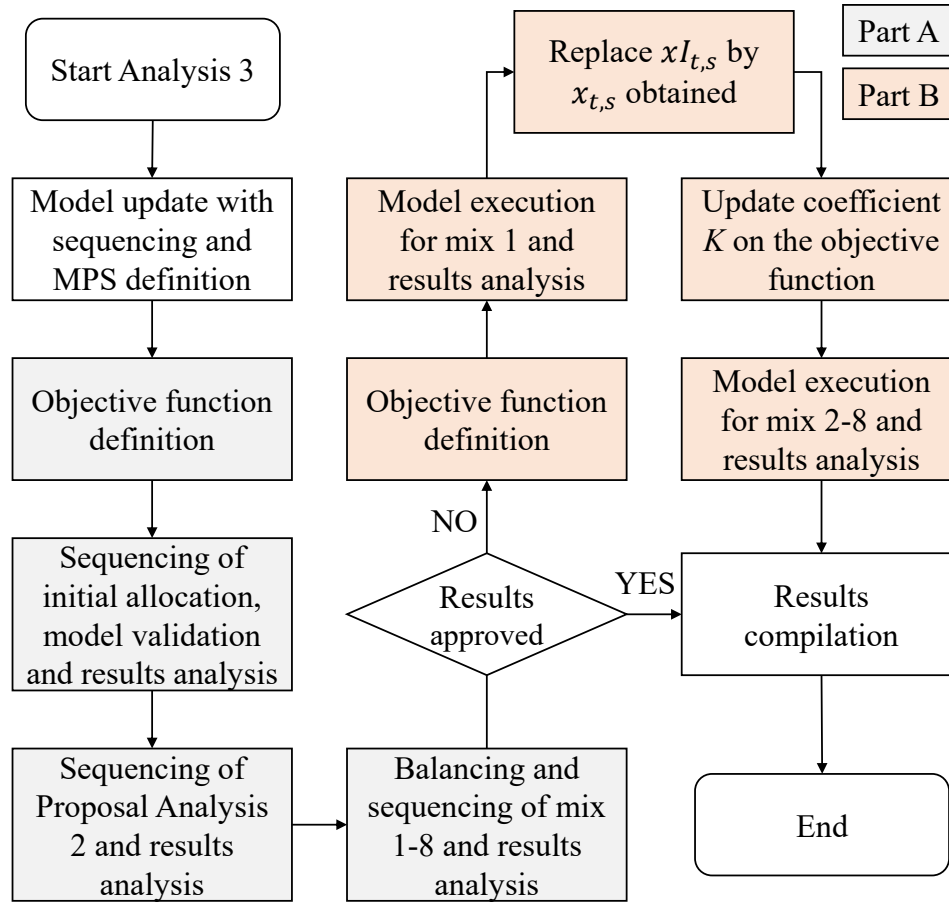 Start Analysis 3
Model update with
sequencing and
MPS definition
Objective function
definition
Sequencing of
initial allocation,
model validation
and results analysis
Sequencing of
Proposal Analysis
2 and results
analysis
Balancing and
sequencing of mix
1-8 and results
analysis
Results
approved
NO
YES
Objective function
definition
Model execution
for mix 1 and
results analysis
Replace xI_{t,s} by
x_{t,s} obtained
Update coefficient
K on the objective
function
Model execution
for mix 2-8 and
results analysis
Results
compilation
End
Part A
Part B